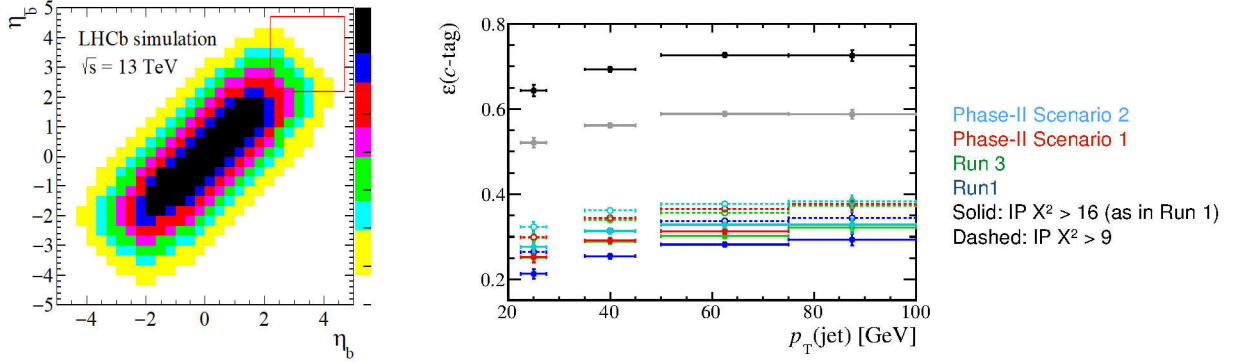 η_b̅
LHCb simulation
√s = 13 TeV
5
4
3
2
1
0
−1
−2
−3
−4
−5
−4 −2 0 2 4
η_b
ε(c-tag)
0.8
0.6
0.4
0.2
20 40 60 80 100
p_T(jet) [GeV]
Phase-II Scenario 2
Phase-II Scenario 1
Run 3
Run1
Solid: IP X² > 16 (as in Run 1)
Dashed: IP X² > 9